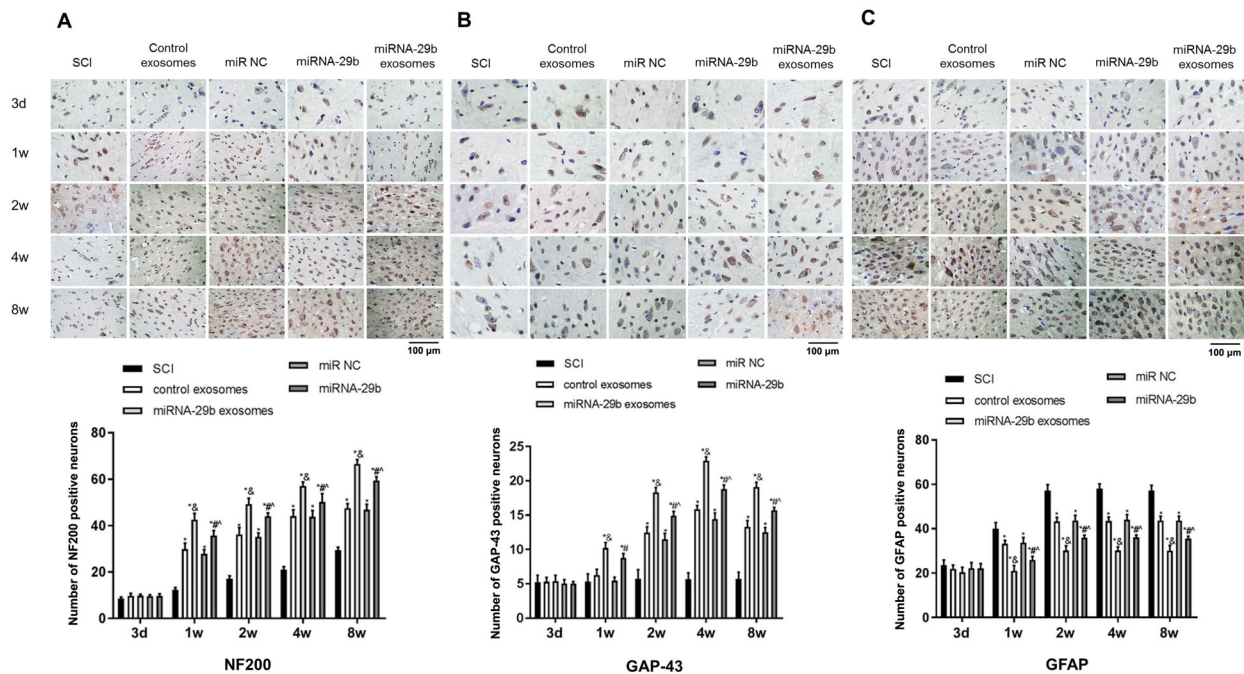 A
SCI
Control
exosomes
miR NC
miRNA-29b
miRNA-29b
exosomes
3d
1w
2w
4w
8w
100 µm
B
SCI
Control
exosomes
miR NC
miRNA-29b
miRNA-29b
exosomes
100 µm
C
SCI
Control
exosomes
miR NC
miRNA-29b
miRNA-29b
exosomes
100 µm
SCI
control exosomes
miRNA-29b exosomes
miR NC
miRNA-29b
Number of NF200 positive neurons
80
60
40
20
0
* *& * *#^
* *& * *#^
* *& * *#^
* *& * *#^
3d 1w 2w 4w 8w
NF200
SCI
control exosomes
miRNA-29b exosomes
miR NC
miRNA-29b
Number of GAP-43 positive neurons
25
20
15
10
5
0
*& *#
* *& * *#^
* *& * *#^
* *& * *#^
3d 1w 2w 4w 8w
GAP-43
SCI
control exosomes
miRNA-29b exosomes
miR NC
miRNA-29b
Number of GFAP positive neurons
80
60
40
20
0
* *& * *#^
* *& * *#^
* *& * *#^
* *& * *#^
3d 1w 2w 4w 8w
GFAP